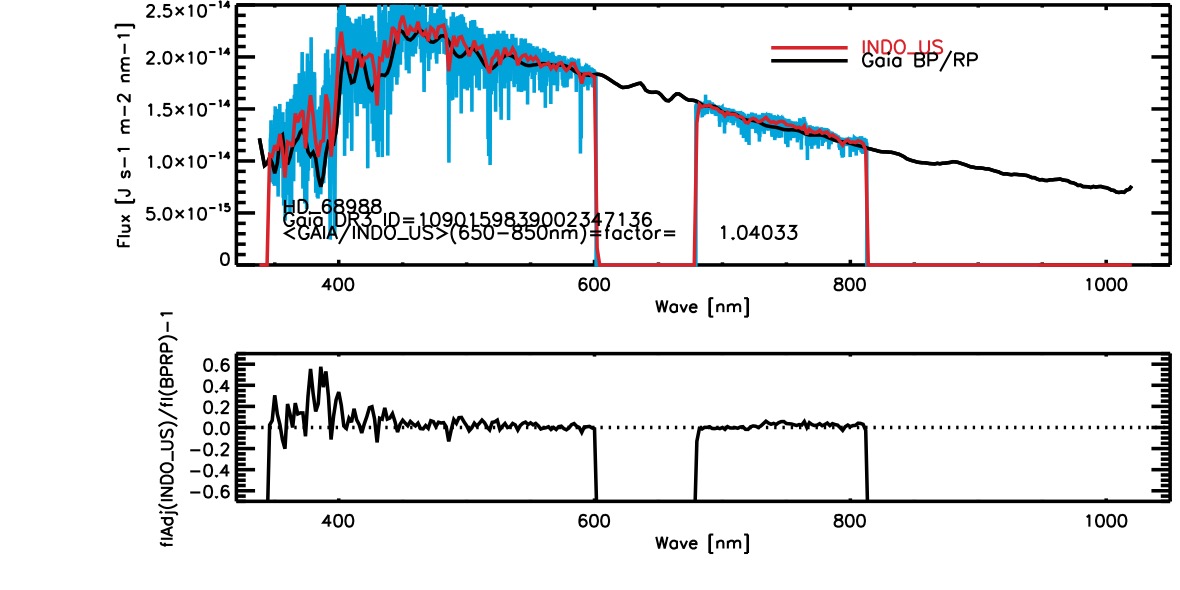 2.5×10⁻¹⁴
2.0×10⁻¹⁴
1.5×10⁻¹⁴
1.0×10⁻¹⁴
5.0×10⁻¹⁵
0
Flux [J s-1 m-2 nm-1]
INDO_US
Gaia BP/RP
HD_68988
Gaia DR3 ID=1090159839002347136
<GAIA/INDO_US>(650-850nm)=factor= 1.04033
400 600 800 1000
Wave [nm]
0.6
0.4
0.2
0.0
-0.2
-0.4
-0.6
flAdj(INDO_US)/fl(BPRP)-1
400 600 800 1000
Wave [nm]